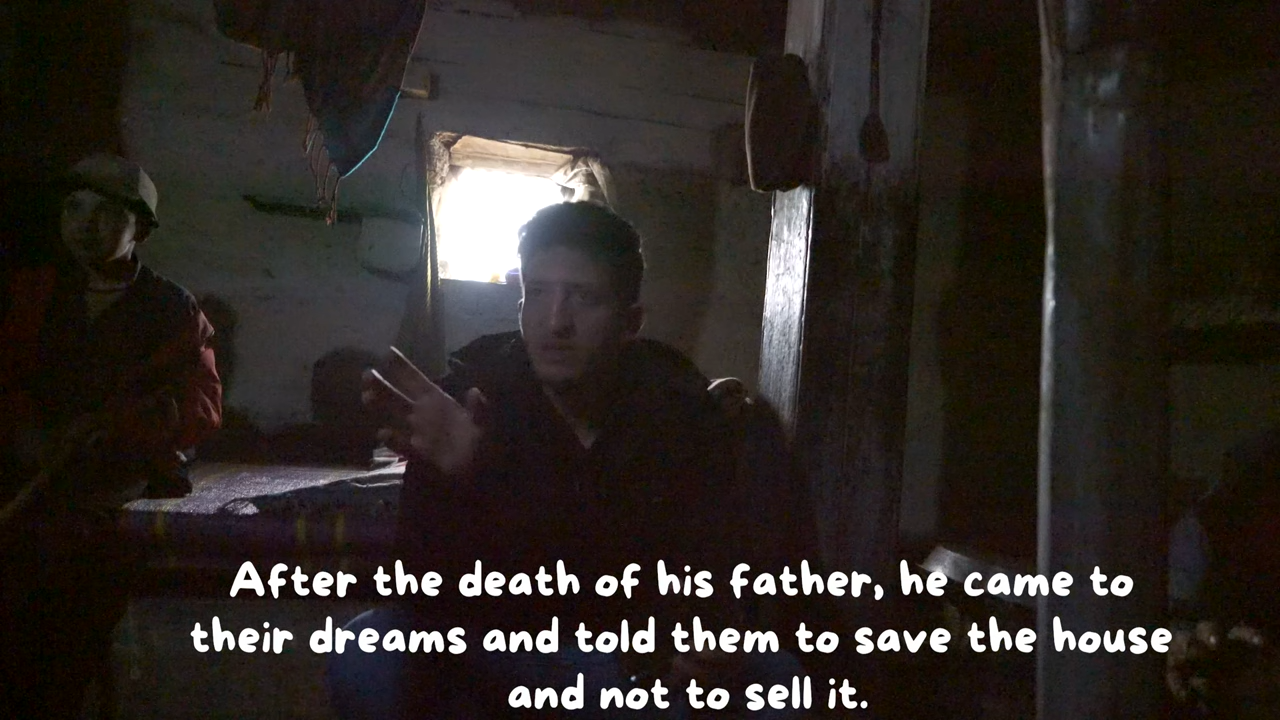 After the death of his father, he came to
their dreams and told them to save the house
and not to sell it.